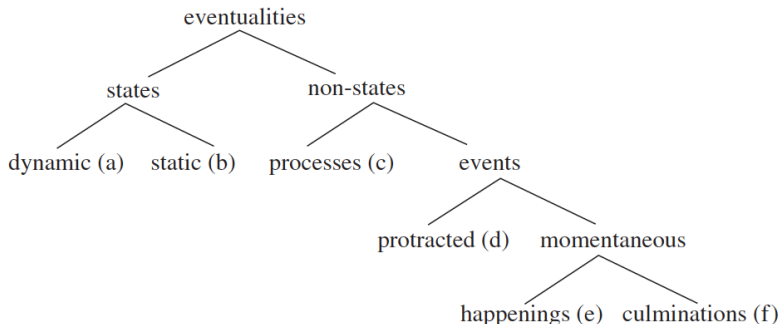 eventualities
states non-states
dynamic (a) static (b) processes (c) events
protracted (d) momentaneous
happenings (e) culminations (f)